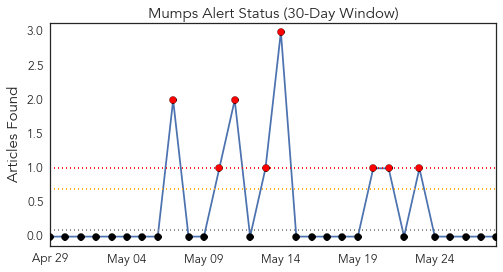 Mumps Alert Status (30-Day Window)
Articles Found
3.0
2.5
2.0
1.5
1.0
0.5
0.0
Apr 29
May 04
May 09
May 14
May 19
May 24